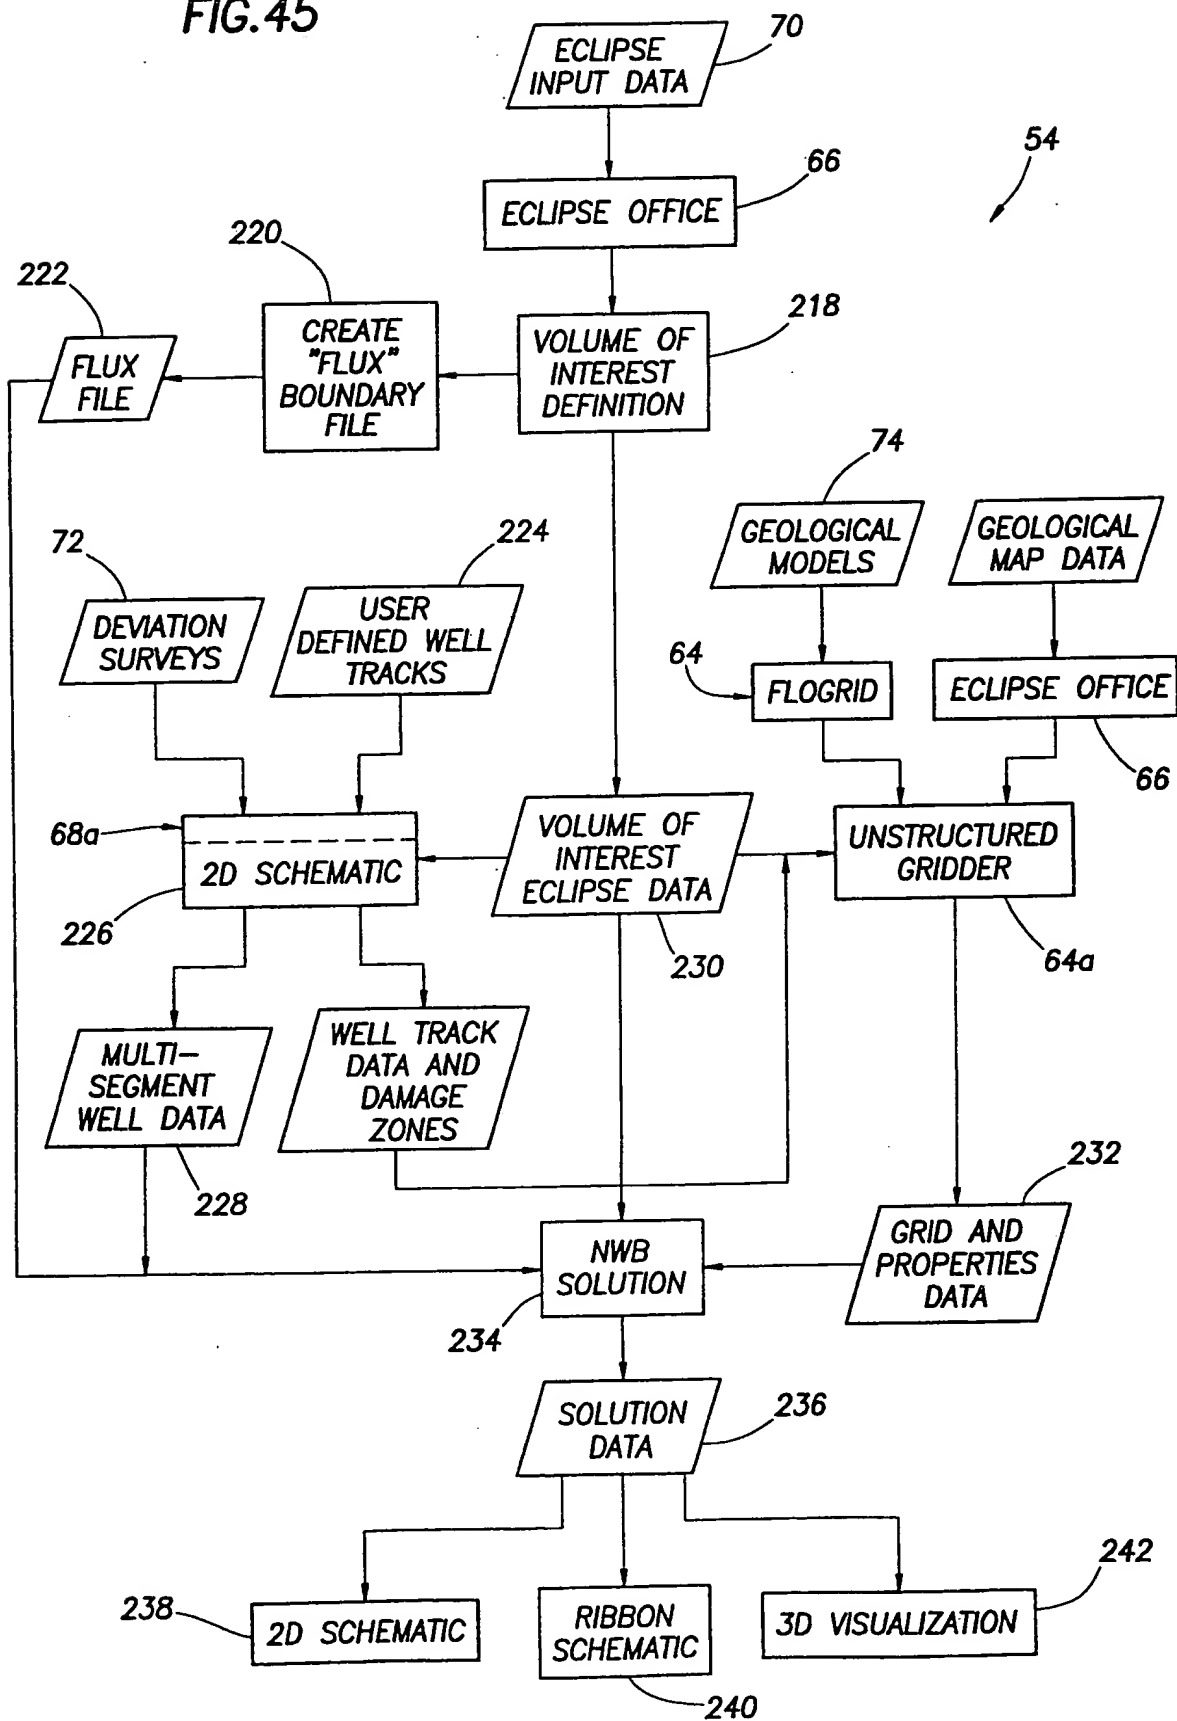 FIG.45
70
ECLIPSE
INPUT DATA
54
66
ECLIPSE OFFICE
220
222
218
FLUX
FILE
CREATE
"FLUX"
BOUNDARY
FILE
VOLUME OF
INTEREST
DEFINITION
74
GEOLOGICAL
MODELS
GEOLOGICAL
MAP DATA
72
224
DEVIATION
SURVEYS
USER
DEFINED WELL
TRACKS
64
FLOGRID
ECLIPSE OFFICE
66
68a
2D SCHEMATIC
226
VOLUME OF
INTEREST
ECLIPSE DATA
230
UNSTRUCTURED
GRIDDER
64a
MULTI-
SEGMENT
WELL DATA
228
WELL TRACK
DATA AND
DAMAGE
ZONES
232
NWB
SOLUTION
234
GRID AND
PROPERTIES
DATA
SOLUTION
DATA
236
238
2D SCHEMATIC
RIBBON
SCHEMATIC
240
242
3D VISUALIZATION